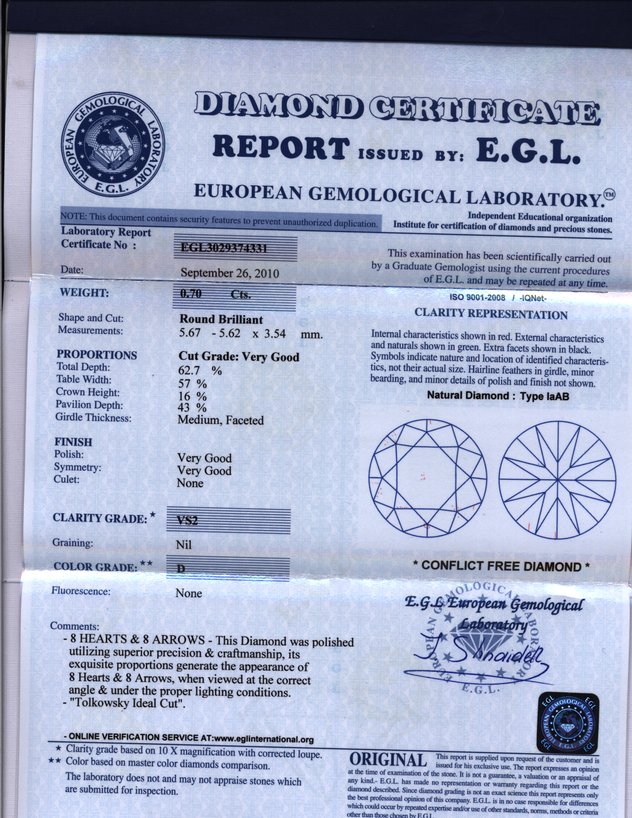 DIAMOND CERTIFICATE
REPORT ISSUED BY: E.G.L.
EUROPEAN GEMOLOGICAL LABORATORY.™
EUROPEAN GEMOLOGICAL LABORATORY
E.G.L.
NOTE: This document contains security features to prevent unauthorized duplication.
Independent Educational organization
Institute for certification of diamonds and precious stones.
Laboratory Report
Certificate No : EGL3029374331
Date: September 26, 2010
This examination has been scientifically carried out
by a Graduate Gemologist using the current procedures
of E.G.L. and may be repeated at any time.
WEIGHT: 0.70 Cts.
Shape and Cut: Round Brilliant
Measurements: 5.67 - 5.62 x 3.54 mm.
PROPORTIONS Cut Grade: Very Good
Total Depth: 62.7 %
Table Width: 57 %
Crown Height: 16 %
Pavilion Depth: 43 %
Girdle Thickness: Medium, Faceted
FINISH
Polish: Very Good
Symmetry: Very Good
Culet: None
CLARITY GRADE: * VS2
Graining: Nil
COLOR GRADE: ** D
Fluorescence: None
Comments:
- 8 HEARTS & 8 ARROWS - This Diamond was polished
utilizing superior precision & craftmanship, its
exquisite proportions generate the appearance of
8 Hearts & 8 Arrows, when viewed at the correct
angle & under the proper lighting conditions.
- "Tolkowsky Ideal Cut".
- ONLINE VERIFICATION SERVICE AT:www.eglinternational.org
★ Clarity grade based on 10 X magnification with corrected loupe.
★★ Color based on master color diamonds comparison.
The laboratory does not and may not appraise stones which
are submitted for inspection.
ISO 9001-2008 / -IQNet-
CLARITY REPRESENTATION
Internal characteristics shown in red. External characteristics
and naturals shown in green. Extra facets shown in black.
Symbols indicate nature and location of identified characteris-
tics, not their actual size. Hairline feathers in girdle, minor
bearding, and minor details of polish and finish not shown.
Natural Diamond : Type IaAB
* CONFLICT FREE DIAMOND *
E.G.L European Gemological
Laboratory
E.G.L.
EGL
EGL
E.G.L.
ORIGINAL This report is supplied upon request of the customer and is
issued for his exclusive use. The report expresses an opinion
at the time of examination of the stone. It is not a guarantee, a valuation or an appraisal of
any kind.- E.G.L. has made no representation or warranty regarding this report or the
diamond described. Since diamond grading is not an exact science this report represents only
the best professional opinion of this company. E.G.L. is in no case responsible for differences
which could occur by repeated expertise and/or use of other standards, norms, methods or criteria
other than those chosen by E.G.L.